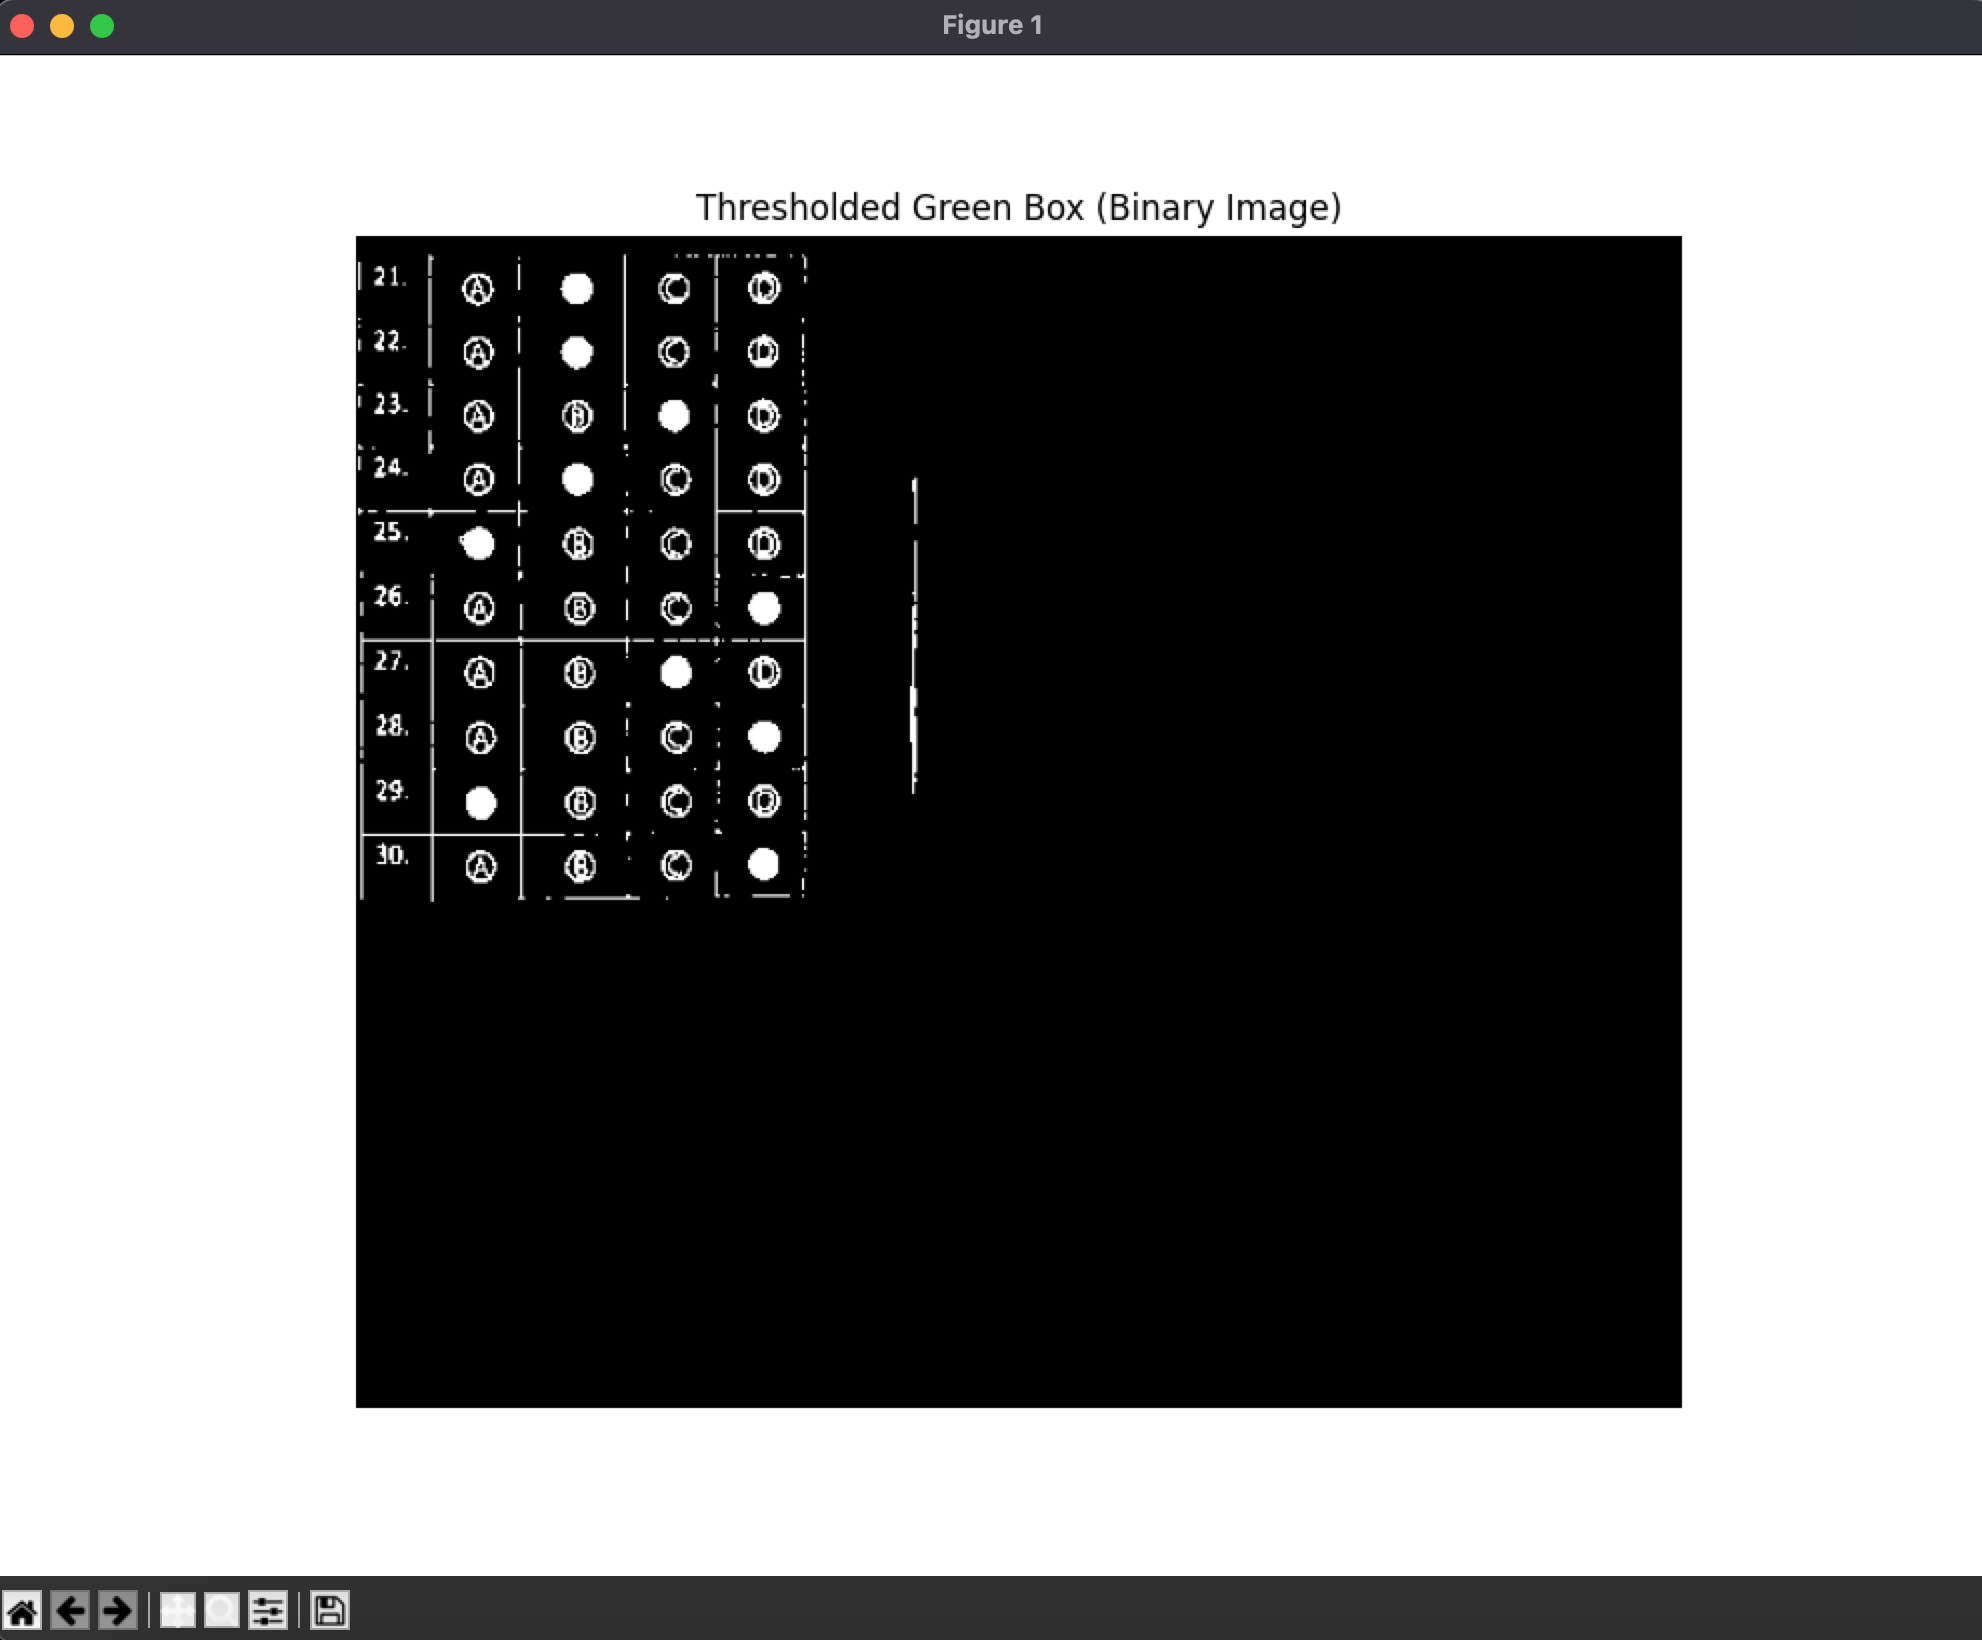 Figure 1
Thresholded Green Box (Binary Image)
21. A C D
22. A C D
23. A B D
24. A C D
25. B C D
26. A B C
27. A B D
28. A B C
29. B C D
30. A B C